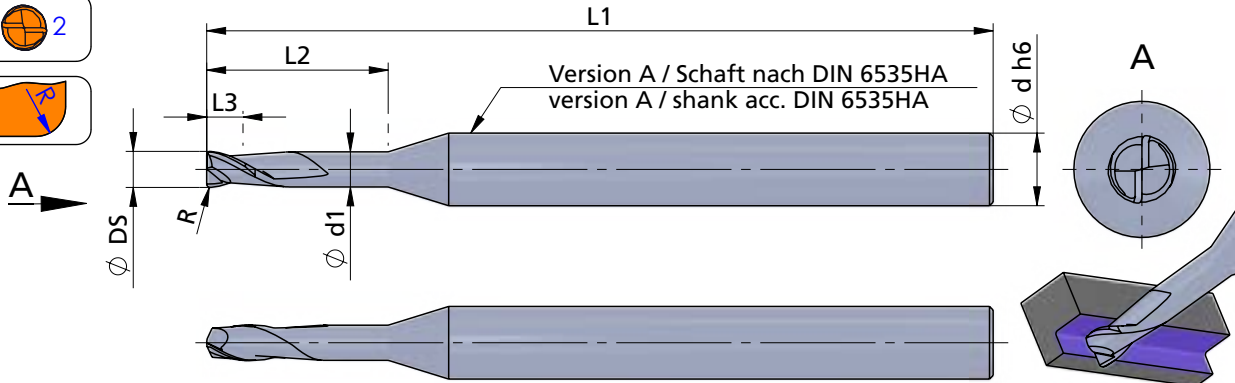 2
R
L1
L2
L3
Version A / Schaft nach DIN 6535HA
version A / shank acc. DIN 6535HA
Ø d h6
A
A
Ø DS
R
Ø d1